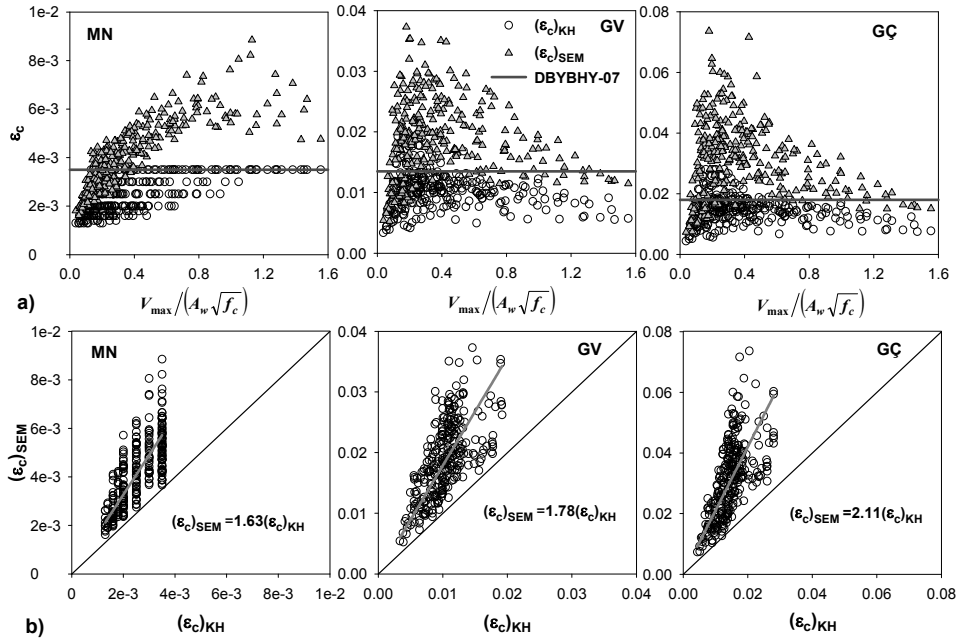 a)
1e-2
8e-3
6e-3
4e-3
2e-3
0
εc
MN
0.0 0.4 0.8 1.2 1.6
Vmax/(Aw√fc)
0.04
0.03
0.02
0.01
0.00
(εc)KH GV
(εc)SEM
DBYBHY-07
0.0 0.4 0.8 1.2 1.6
Vmax/(Aw√fc)
0.08
0.06
0.04
0.02
0.00
GÇ
0.0 0.4 0.8 1.2 1.6
Vmax/(Aw√fc)
b)
1e-2
8e-3
6e-3
4e-3
2e-3
0
(εc)SEM
MN
(εc)SEM =1.63(εc)KH
0 2e-3 4e-3 6e-3 8e-3 1e-2
(εc)KH
0.04
0.03
0.02
0.01
0.00
GV
(εc)SEM =1.78(εc)KH
0.00 0.01 0.02 0.03 0.04
(εc)KH
0.08
0.06
0.04
0.02
0.00
GÇ
(εc)SEM =2.11(εc)KH
0.00 0.02 0.04 0.06 0.08
(εc)KH